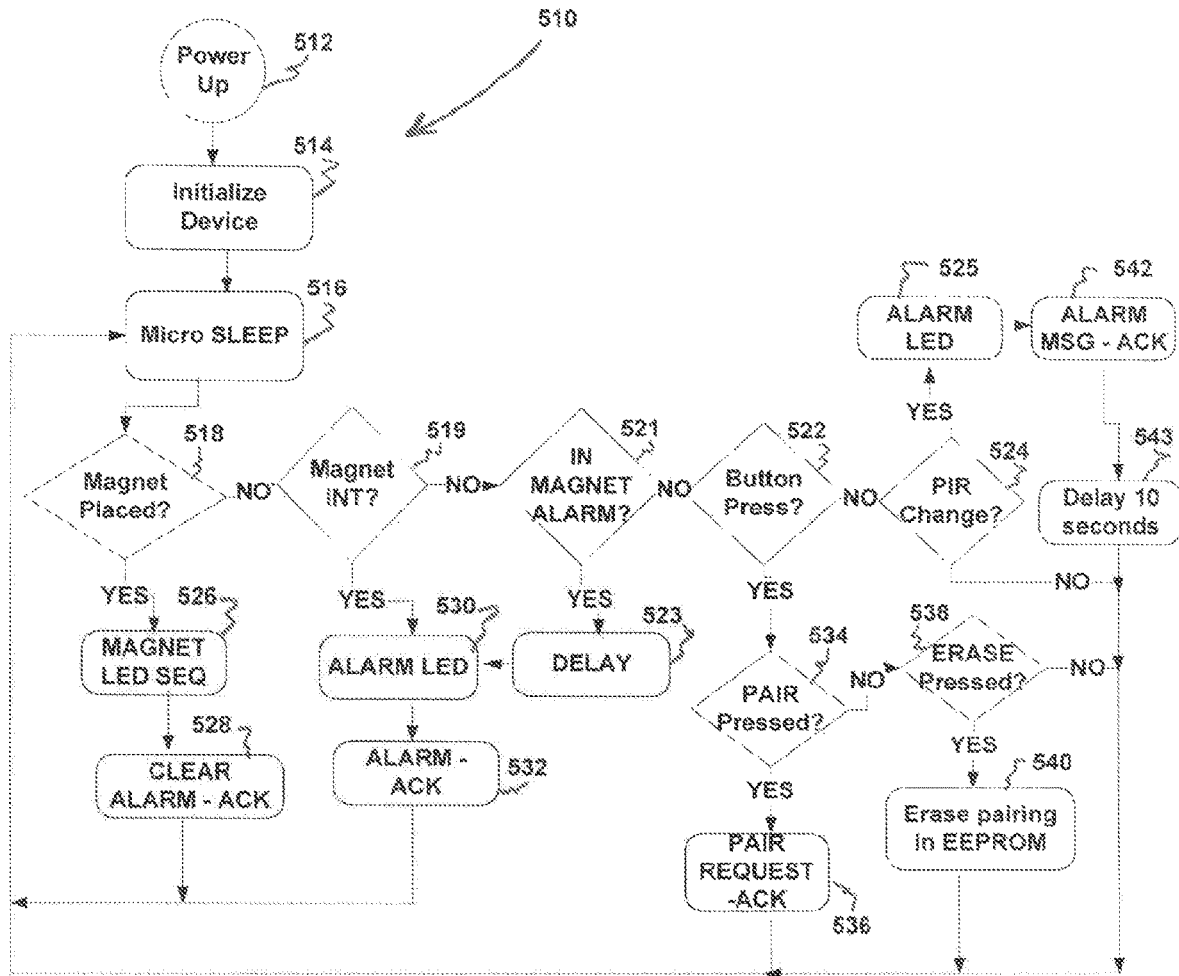 510
512
Power
Up
514
Initialize
Device
516
Micro SLEEP
525
ALARM
LED
542
ALARM
MSG - ACK
YES
518
Magnet
Placed?
NO
519
Magnet
INT?
NO
521
IN
MAGNET
ALARM?
NO
522
Button
Press?
NO
524
PIR
Change?
543
Delay 10
seconds
NO
YES
526
MAGNET
LED SEQ
YES
530
ALARM LED
YES
523
DELAY
YES
534
PAIR
Pressed?
NO
538
ERASE
Pressed?
NO
528
CLEAR
ALARM - ACK
ALARM -
ACK
532
YES
PAIR
REQUEST
-ACK
536
YES
540
Erase pairing
in EEPROM